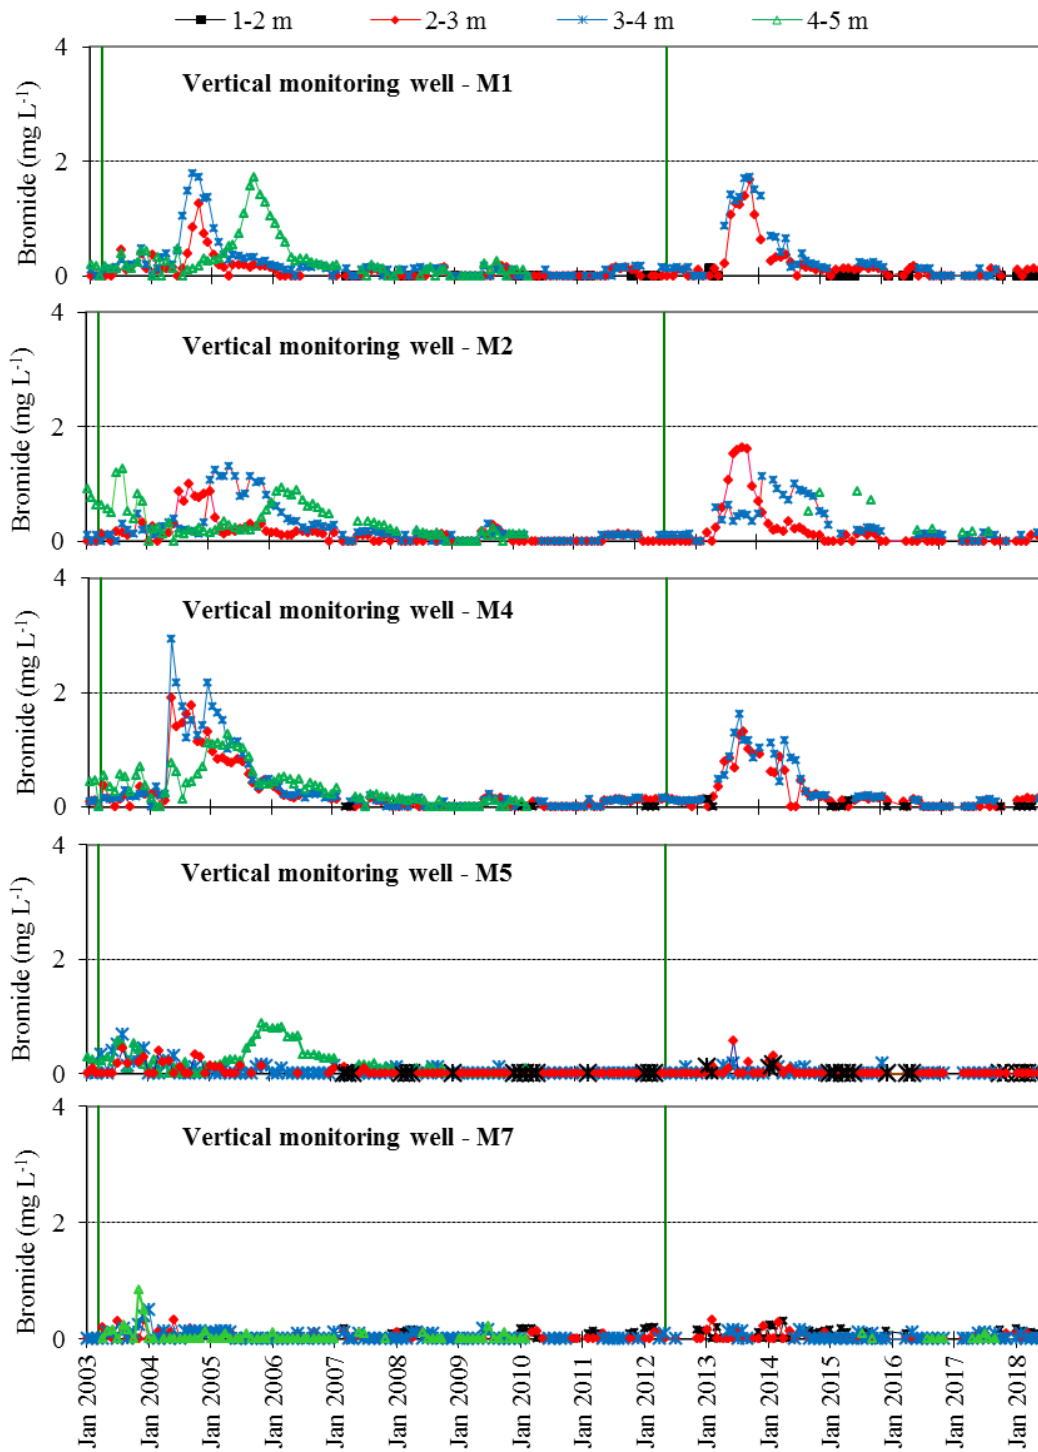 1-2 m 2-3 m 3-4 m 4-5 m
4
Vertical monitoring well - M1
Bromide (mg L-1)
2
0
4
Vertical monitoring well - M2
Bromide (mg L-1)
2
0
4
Vertical monitoring well - M4
Bromide (mg L-1)
2
0
4
Vertical monitoring well - M5
Bromide (mg L-1)
2
0
4
Vertical monitoring well - M7
Bromide (mg L-1)
2
0
Jan 2003 Jan 2004 Jan 2005 Jan 2006 Jan 2007 Jan 2008 Jan 2009 Jan 2010 Jan 2011 Jan 2012 Jan 2013 Jan 2014 Jan 2015 Jan 2016 Jan 2017 Jan 2018